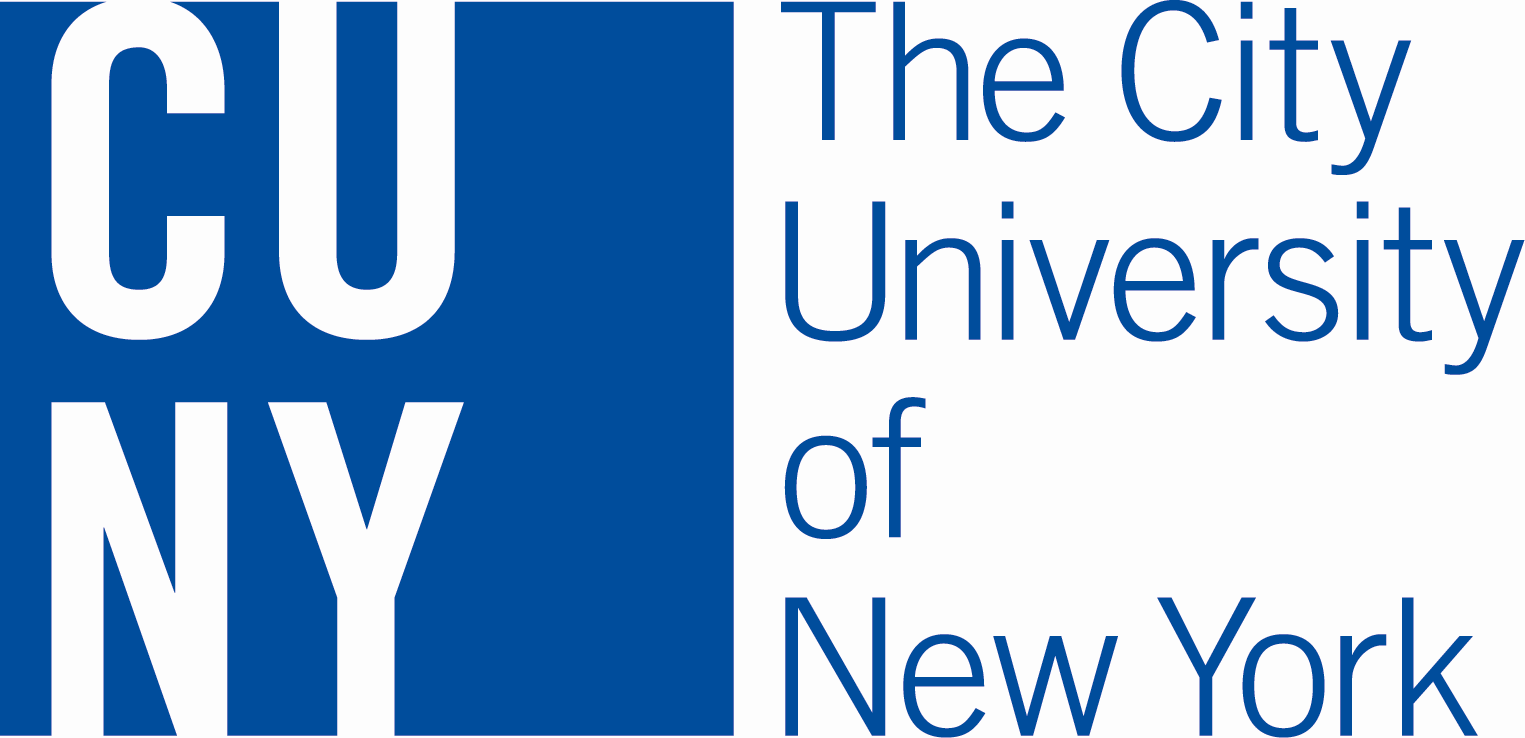 CU
NY
The City
University
of
New York